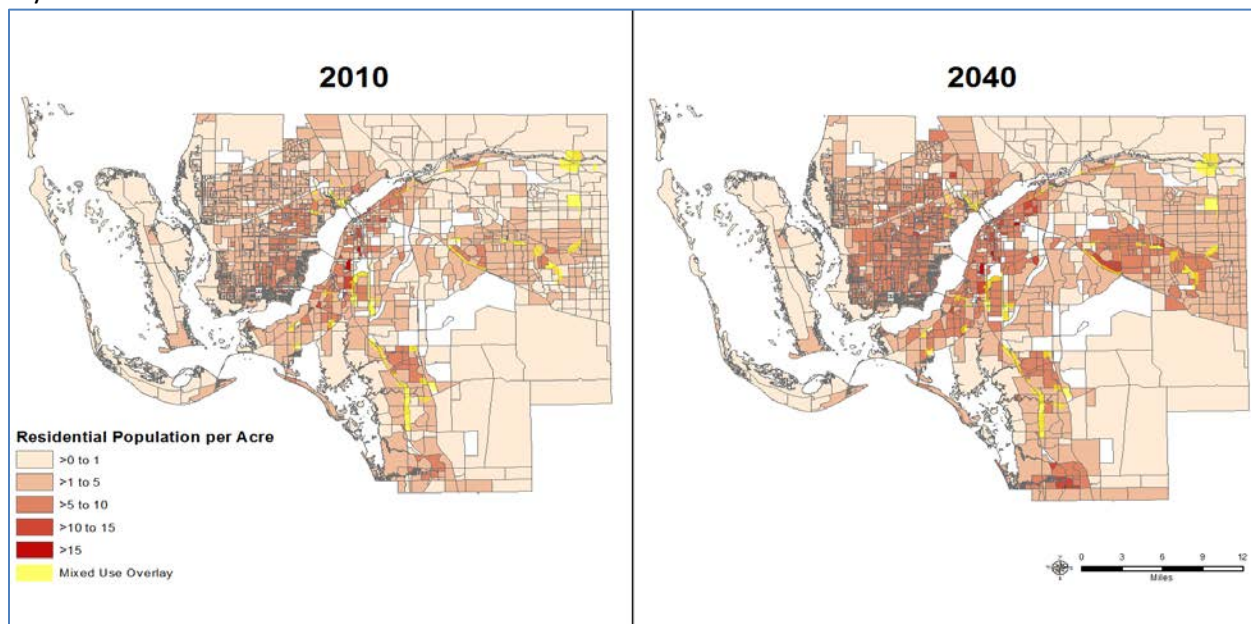 2010
2040
Residential Population per Acre
>0 to 1
>1 to 5
>5 to 10
>10 to 15
>15
Mixed Use Overlay
0 3 6 9 12
Miles